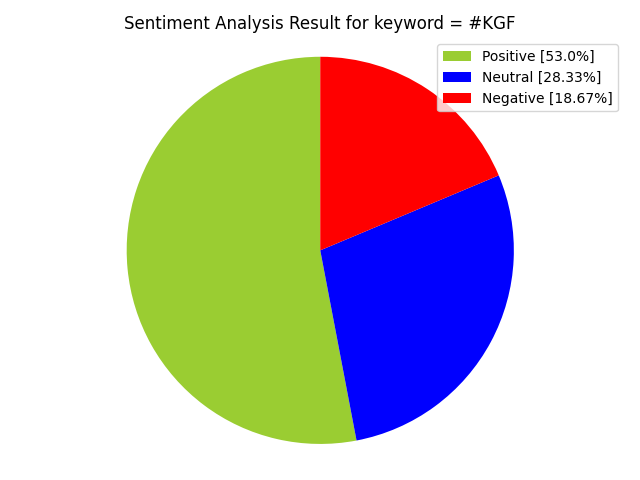 Sentiment Analysis Result for keyword = #KGF
Positive [53.0%]
Neutral [28.33%]
Negative [18.67%]